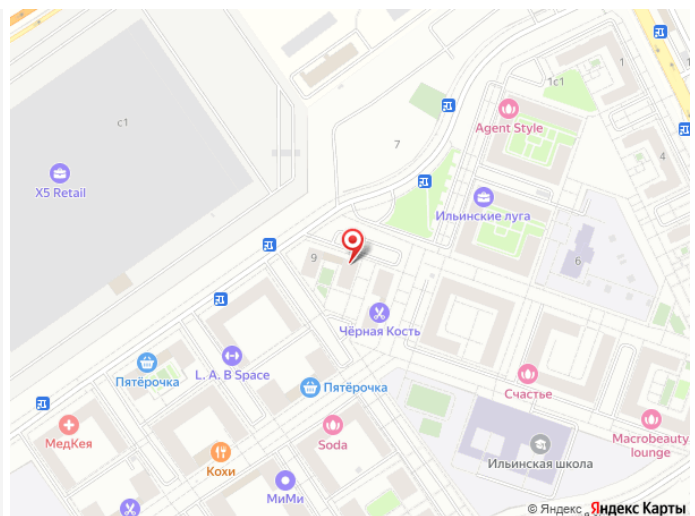 1
1с1
с1
Agent Style
7
4
X5 Retail
Ильинские луга
9
6
Чёрная Кость
L. A. B Space
Пятёрочка
Пятёрочка
Счастье
МедКея
Soda
Macrobeauty
lounge
Кохи
Ильинская школа
МиМи
© Яндекс
Яндекс Карты